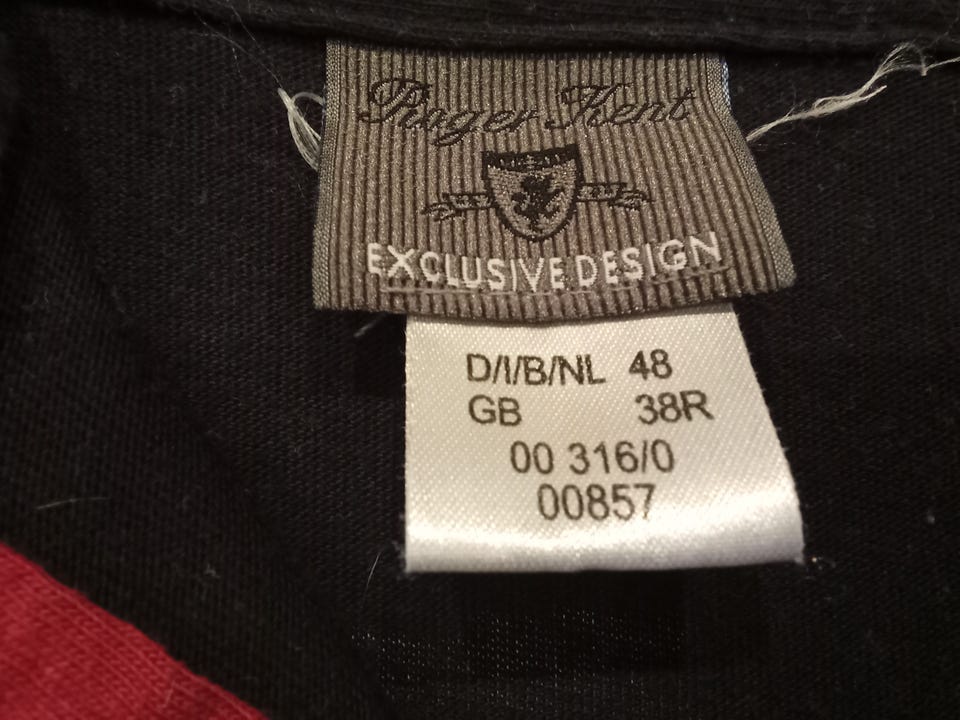 Roger Kent
EXCLUSIVE DESIGN
D/I/B/NL 48
GB 38R
00 316/0
00857